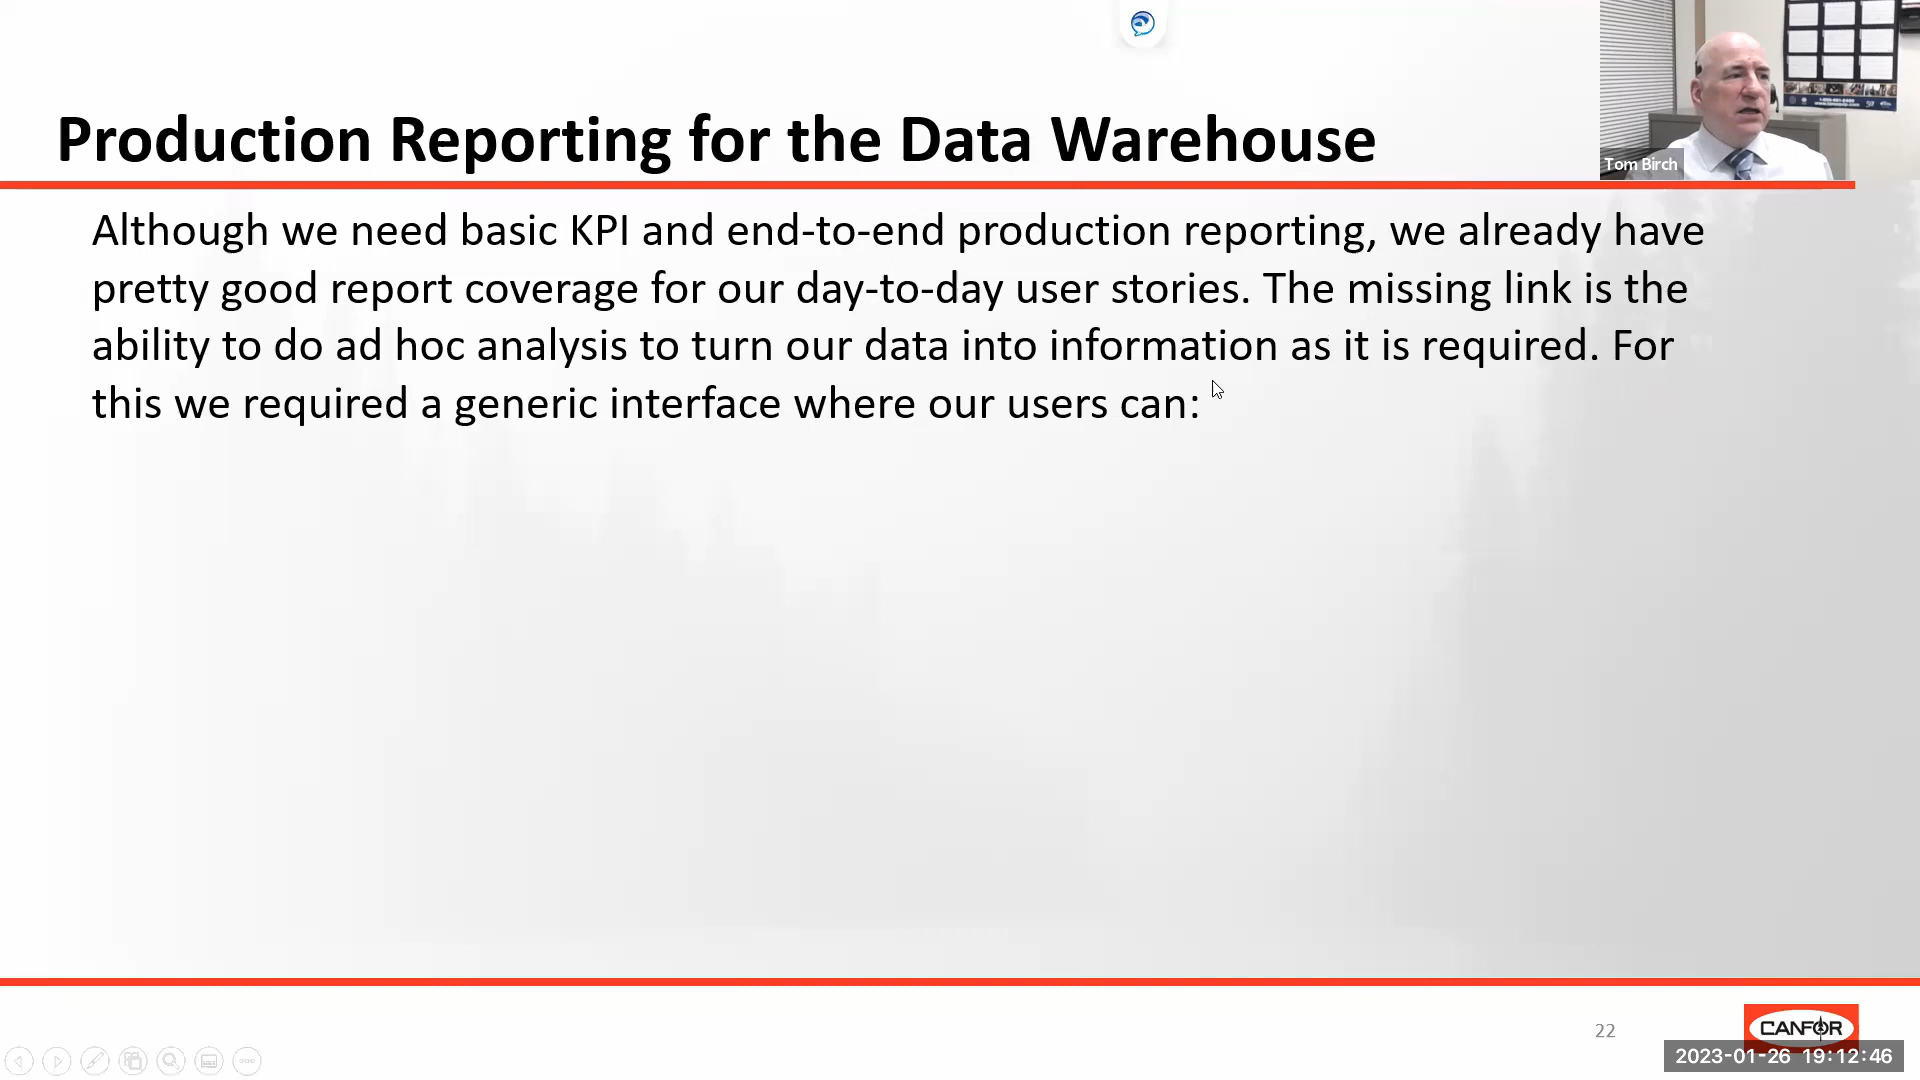 Tom Birch
Production Reporting for the Data Warehouse
Although we need basic KPI and end-to-end production reporting, we already have
pretty good report coverage for our day-to-day user stories. The missing link is the
ability to do ad hoc analysis to turn our data into information as it is required. For
this we required a generic interface where our users can:
22
CANFOR
2023-01-26 19:12:46